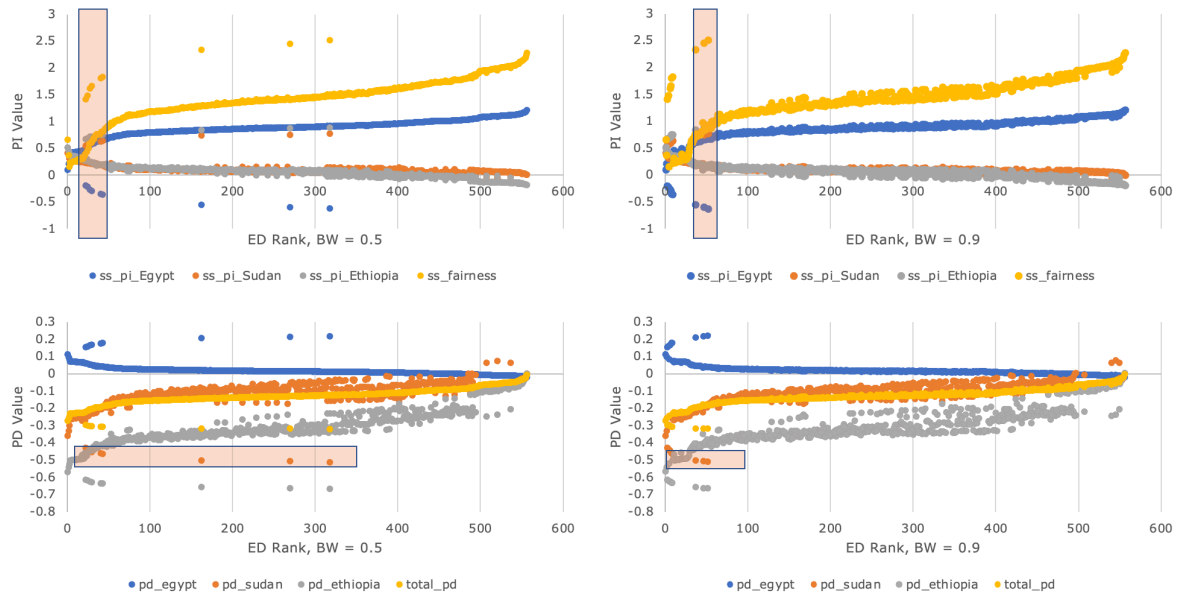 3
2.5
2
1.5
1
0.5
0
-0.5
-1
PI Value
0 100 200 300 400 500 600
ED Rank, BW = 0.5
ss_pi_Egypt ss_pi_Sudan ss_pi_Ethiopia ss_fairness
3
2.5
2
1.5
1
0.5
0
-0.5
-1
PI Value
0 100 200 300 400 500 600
ED Rank, BW = 0.9
ss_pi_Egypt ss_pi_Sudan ss_pi_Ethiopia ss_fairness
0.3
0.2
0.1
0
-0.1
-0.2
-0.3
-0.4
-0.5
-0.6
-0.7
-0.8
PD Value
0 100 200 300 400 500 600
ED Rank, BW = 0.5
pd_egypt pd_sudan pd_ethiopia total_pd
0.3
0.2
0.1
0
-0.1
-0.2
-0.3
-0.4
-0.5
-0.6
-0.7
-0.8
PD Value
0 100 200 300 400 500 600
ED Rank, BW = 0.9
pd_egypt pd_sudan pd_ethiopia total_pd